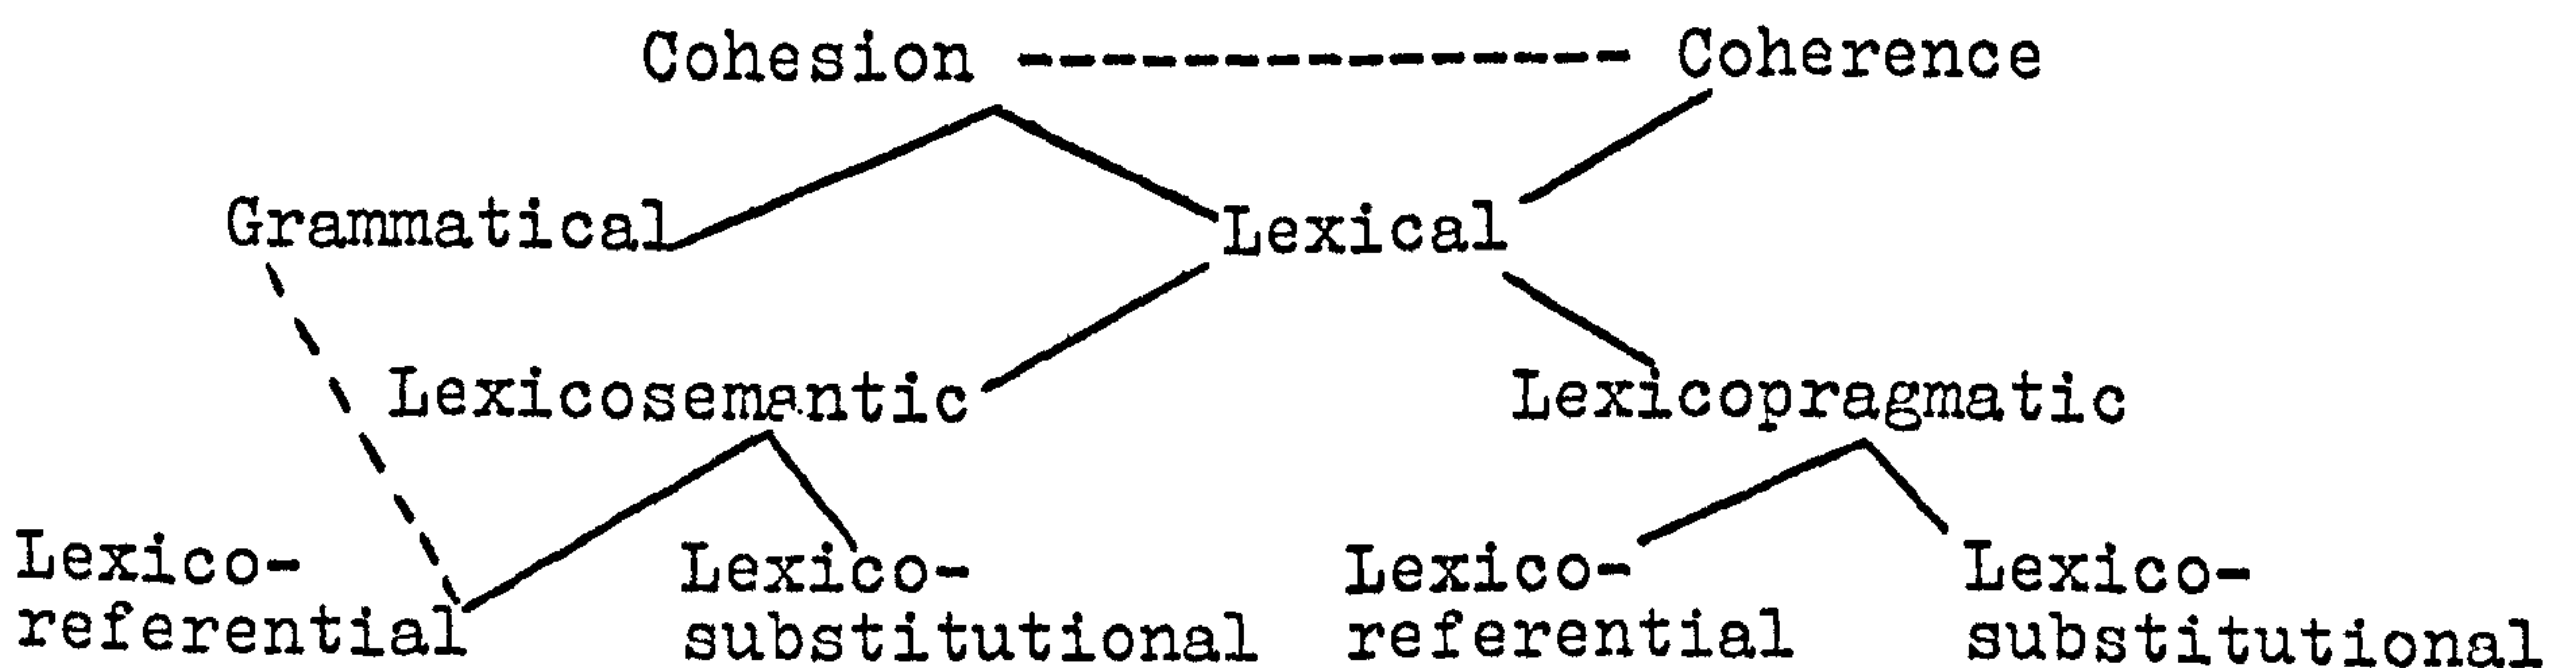 Cohesion Coherence
Grammatical Lexical
Lexicosemantic Lexicopragmatic
Lexico- Lexico- Lexico- Lexico-
referential substitutional referential substitutional